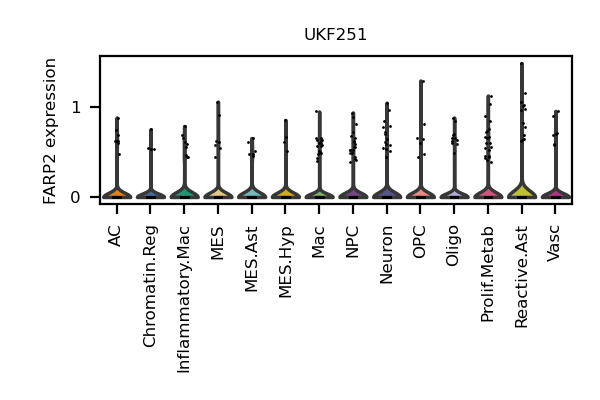 UKF251
FARP2 expression
1
0
AC
Chromatin.Reg
Inflammatory.Mac
MES
MES.Ast
MES.Hyp
Mac
NPC
Neuron
OPC
Oligo
Prolif.Metab
Reactive.Ast
Vasc